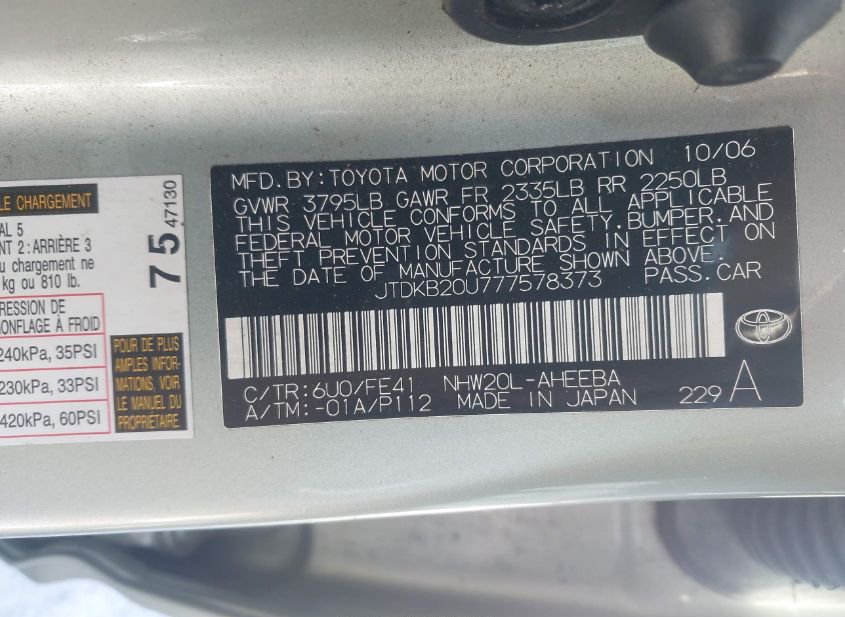 LE CHARGEMENT
AL 5
NT 2 : ARRIÈRE 3
u chargement ne
kg ou 810 lb.
75
47130
RESSION DE
ONFLAGE À FROID
240kPa, 35PSI
230kPa, 33PSI
420kPa, 60PSI
POUR DE PLUS
AMPLES INFOR-
MATIONS, VOIR
LE MANUEL DU
PROPRIÉTAIRE
MFD.BY:TOYOTA MOTOR CORPORATION 10/06
GVWR 3795LB GAWR FR 2335LB RR 2250LB
THIS VEHICLE CONFORMS TO ALL APPLICABLE
FEDERAL MOTOR VEHICLE SAFETY,BUMPER,AND
THEFT PREVENTION STANDARDS IN EFFECT ON
THE DATE OF MANUFACTURE SHOWN ABOVE.
JTDKB20U777578373 PASS.CAR
C/TR:6U0/FE41 NHW20L-AHEEBA
A/TM:-01A/P112 MADE IN JAPAN 229 A